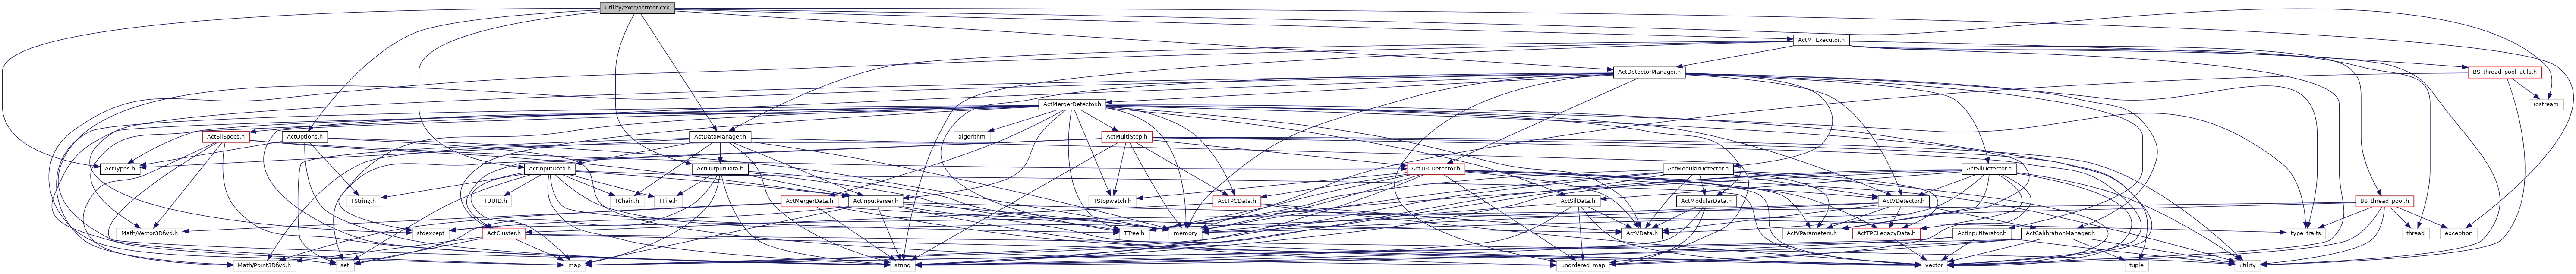 Utility/exec/actroot.cxx
ActMTExecutor.h
ActDetectorManager.h
BS_thread_pool_utils.h
ActMergerDetector.h
iostream
ActSilSpecs.h
ActOptions.h
ActDataManager.h
algorithm
ActMultiStep.h
ActTypes.h
ActInputData.h
ActOutputData.h
ActTPCDetector.h
ActModularDetector.h
ActSilDetector.h
TString.h
TUUID.h
TChain.h
TFile.h
ActMergerData.h
ActInputParser.h
TStopwatch.h
ActTPCData.h
ActSilData.h
ActModularData.h
ActVDetector.h
BS_thread_pool.h
Math/Vector3Dfwd.h
stdexcept
ActCluster.h
TTree.h
memory
ActVData.h
ActVParameters.h
ActTPCLegacyData.h
ActInputIterator.h
ActCalibrationManager.h
type_traits
thread
exception
Math/Point3Dfwd.h
set
map
string
unordered_map
vector
tuple
utility